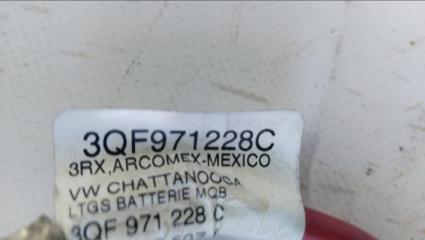 3QF971228C
3RX,ARCOMEX-MEXICO
VW CHATTANOOGA
LTGS BATTERIE MQB
3QF 971 228 C